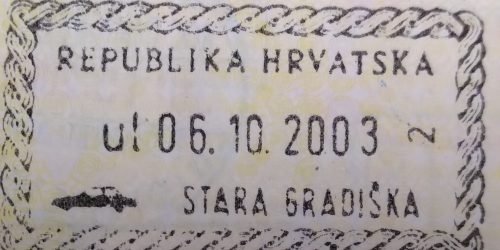 REPUBLIKA HRVATSKA
ul 06.10.2003 2
STARA GRADIŠKA